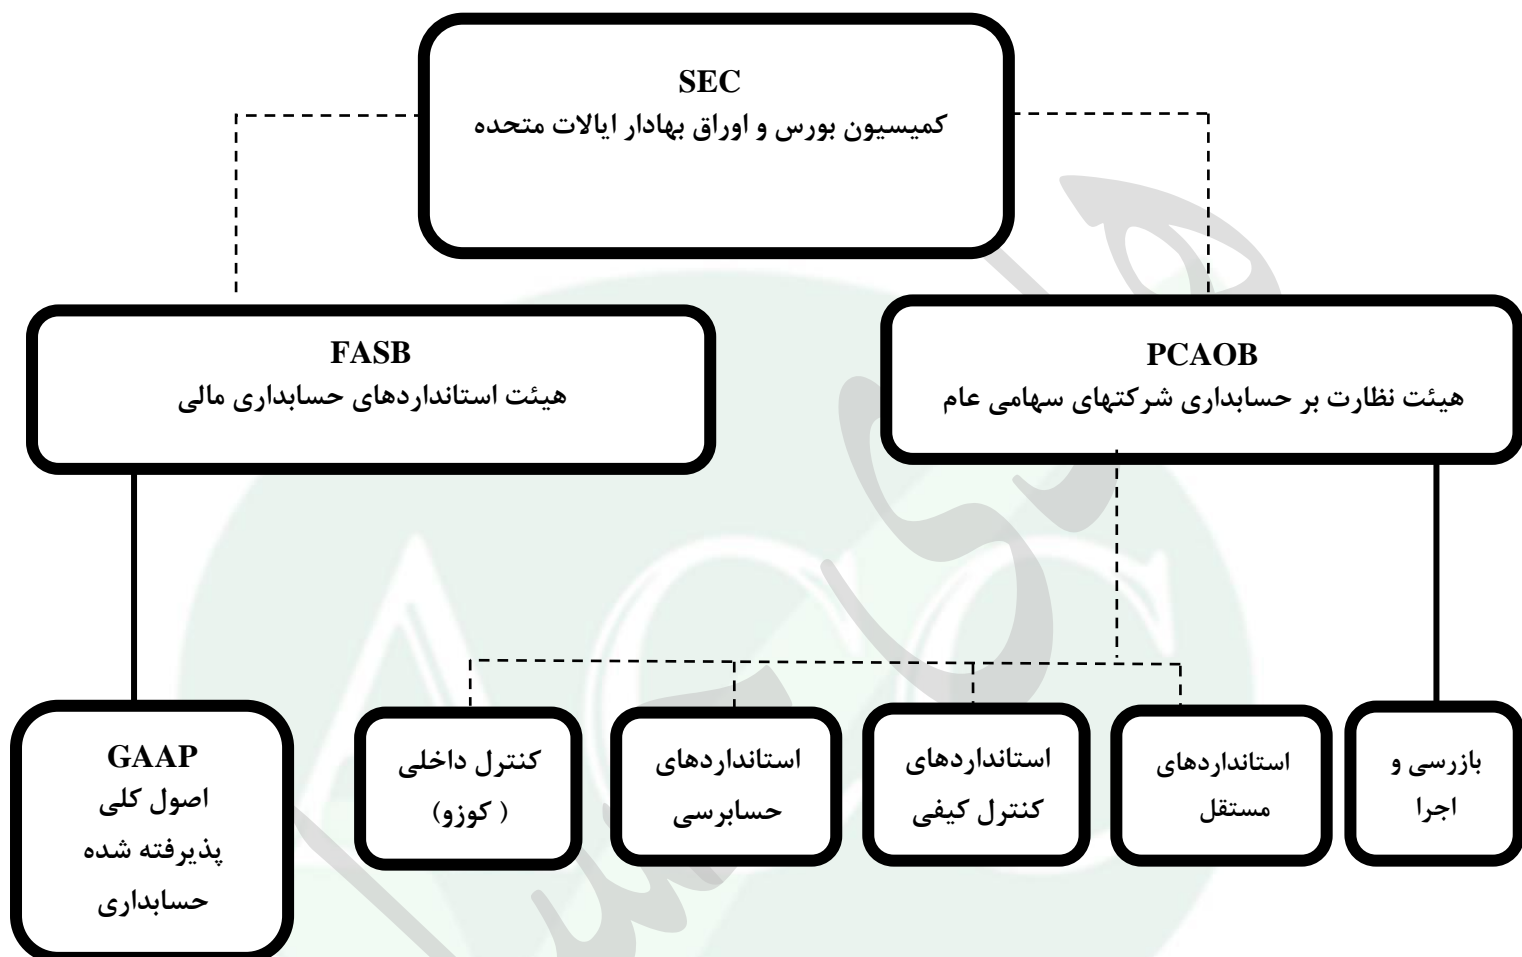 SEC
کمیسیون بورس و اوراق بهادار ایالات متحده
PCAOB
هیئت نظارت بر حسابداری شرکتهای سهامی عام
FASB
هیئت استانداردهای حسابداری مالی
بازرسی و
اجرا
استانداردهای
مستقل
استانداردهای
کنترل کیفی
استانداردهای
حسابرسی
کنترل داخلی
( کوزو)
GAAP
اصول کلی
پذیرفته شده
حسابداری
ACC